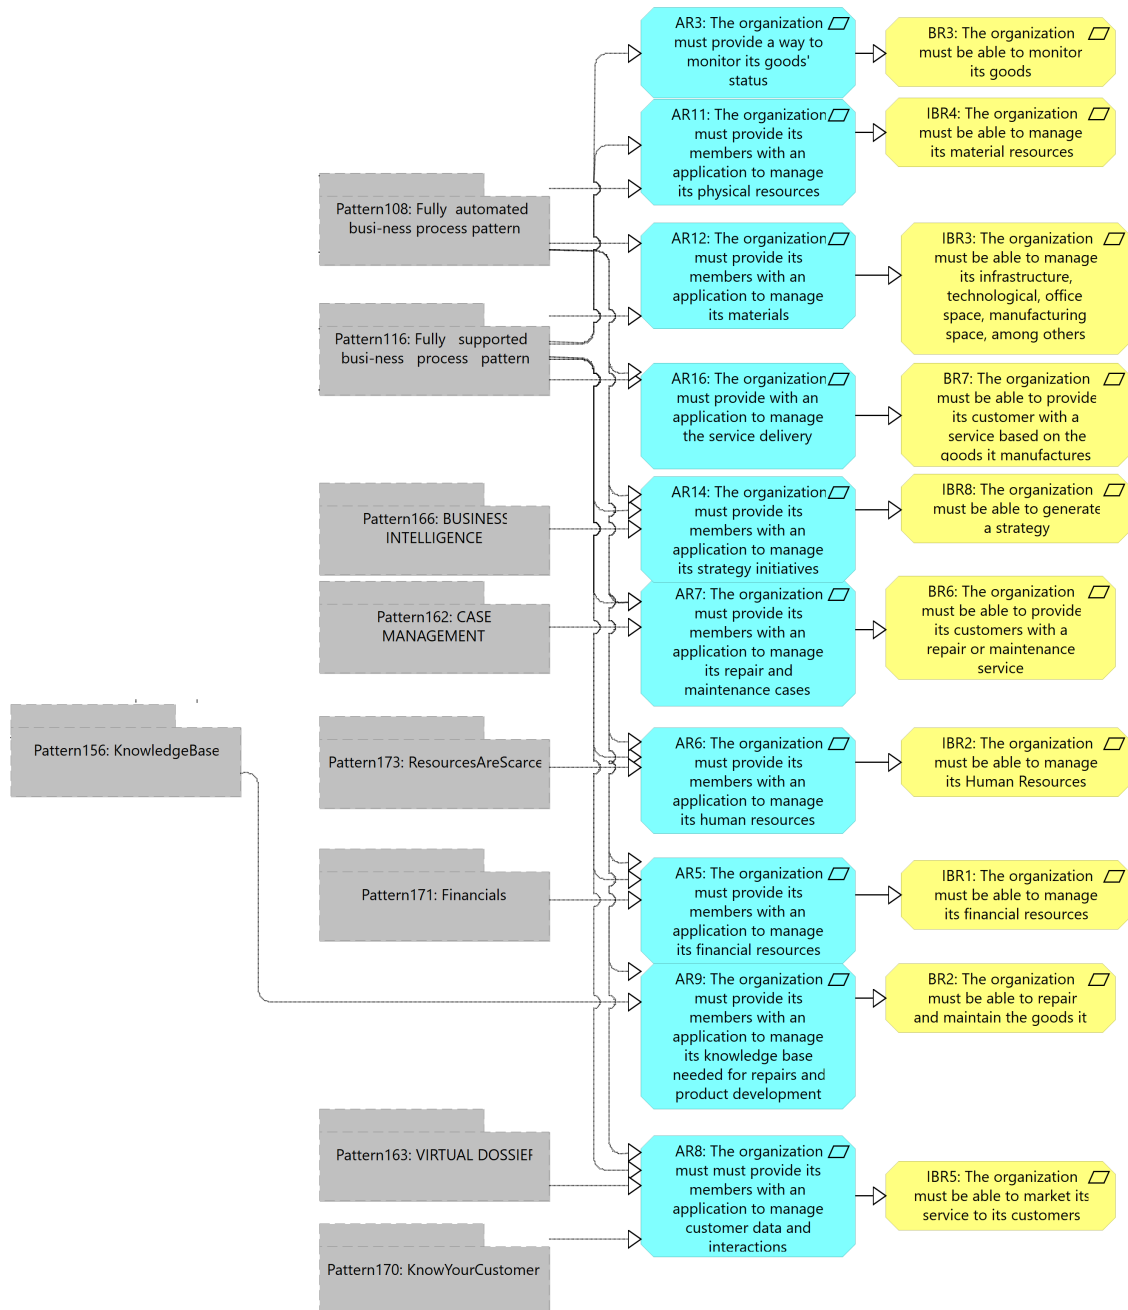 AR3: The organization
must provide a way to
monitor its goods'
status
BR3: The organization
must be able to monitor
its goods
AR11: The organization
must provide its
members with an
application to manage
its physical resources
IBR4: The organization
must be able to manage
its material resources
Pattern108: Fully automated
busi-ness process pattern
AR12: The organization
must provide its
members with an
application to manage
its materials
IBR3: The organization
must be able to manage
its infrastructure,
technological, office
space, manufacturing
space, among others
Pattern116: Fully supported
busi-ness process pattern
AR16: The organization
must provide with an
application to manage
the service delivery
BR7: The organization
must be able to provide
its customer with a
service based on the
goods it manufactures
Pattern166: BUSINESS
INTELLIGENCE
AR14: The organization
must provide its
members with an
application to manage
its strategy initiatives
IBR8: The organization
must be able to generate
a strategy
Pattern162: CASE
MANAGEMENT
AR7: The organization
must provide its
members with an
application to manage
its repair and
maintenance cases
BR6: The organization
must be able to provide
its customers with a
repair or maintenance
service
Pattern156: KnowledgeBase
Pattern173: ResourcesAreScarce
AR6: The organization
must provide its
members with an
application to manage
its human resources
IBR2: The organization
must be able to manage
its Human Resources
Pattern171: Financials
AR5: The organization
must provide its
members with an
application to manage
its financial resources
IBR1: The organization
must be able to manage
its financial resources
AR9: The organization
must provide its
members with an
application to manage
its knowledge base
needed for repairs and
product development
BR2: The organization
must be able to repair
and maintain the goods it
Pattern163: VIRTUAL DOSSIER
AR8: The organization
must must provide its
members with an
application to manage
customer data and
interactions
IBR5: The organization
must be able to market its
service to its customers
Pattern170: KnowYourCustomer